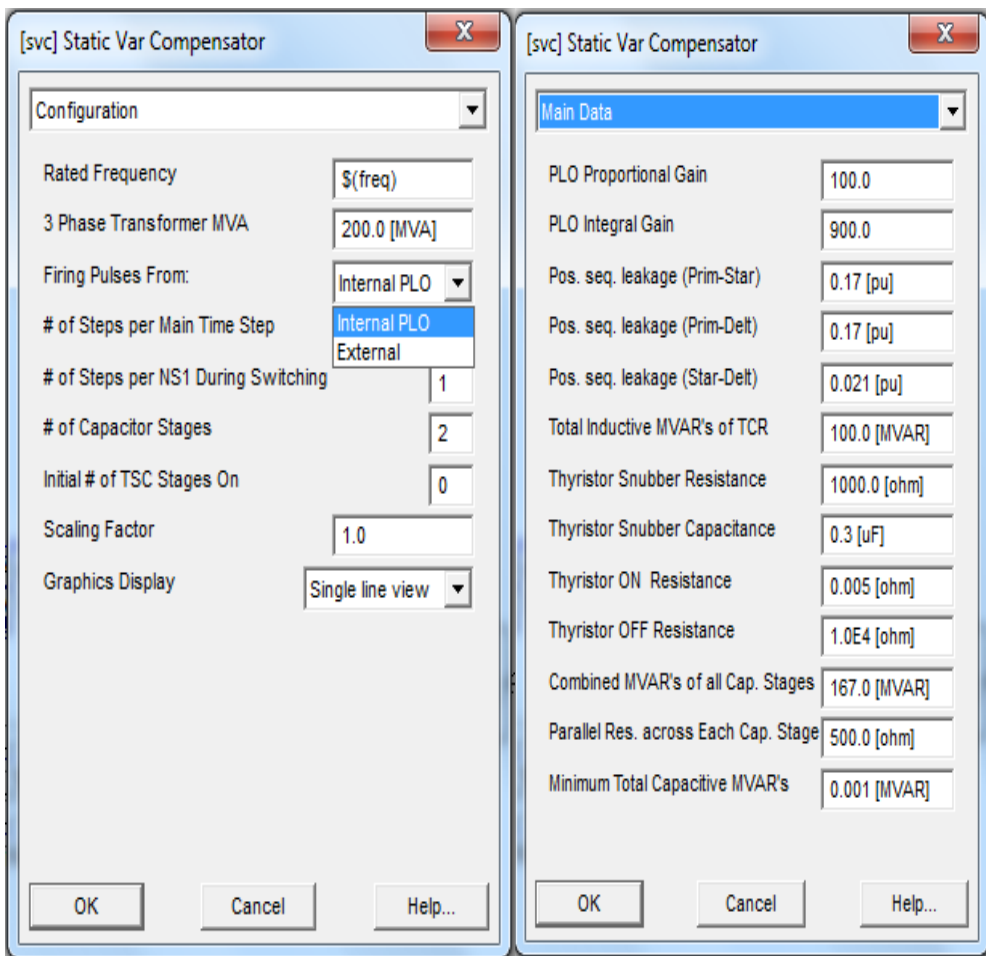 [svc] Static Var Compensator
Configuration
Rated Frequency $(freq)
3 Phase Transformer MVA 200.0 [MVA]
Firing Pulses From: Internal PLO
Internal PLO
External
# of Steps per Main Time Step
# of Steps per NS1 During Switching 1
# of Capacitor Stages 2
Initial # of TSC Stages On 0
Scaling Factor 1.0
Graphics Display Single line view
OK Cancel Help...
[svc] Static Var Compensator
Main Data
PLO Proportional Gain 100.0
PLO Integral Gain 900.0
Pos. seq. leakage (Prim-Star) 0.17 [pu]
Pos. seq. leakage (Prim-Delt) 0.17 [pu]
Pos. seq. leakage (Star-Delt) 0.021 [pu]
Total Inductive MVAR's of TCR 100.0 [MVAR]
Thyristor Snubber Resistance 1000.0 [ohm]
Thyristor Snubber Capacitance 0.3 [uF]
Thyristor ON Resistance 0.005 [ohm]
Thyristor OFF Resistance 1.0E4 [ohm]
Combined MVAR's of all Cap. Stages 167.0 [MVAR]
Parallel Res. across Each Cap. Stage 500.0 [ohm]
Minimum Total Capacitive MVAR's 0.001 [MVAR]
OK Cancel Help...